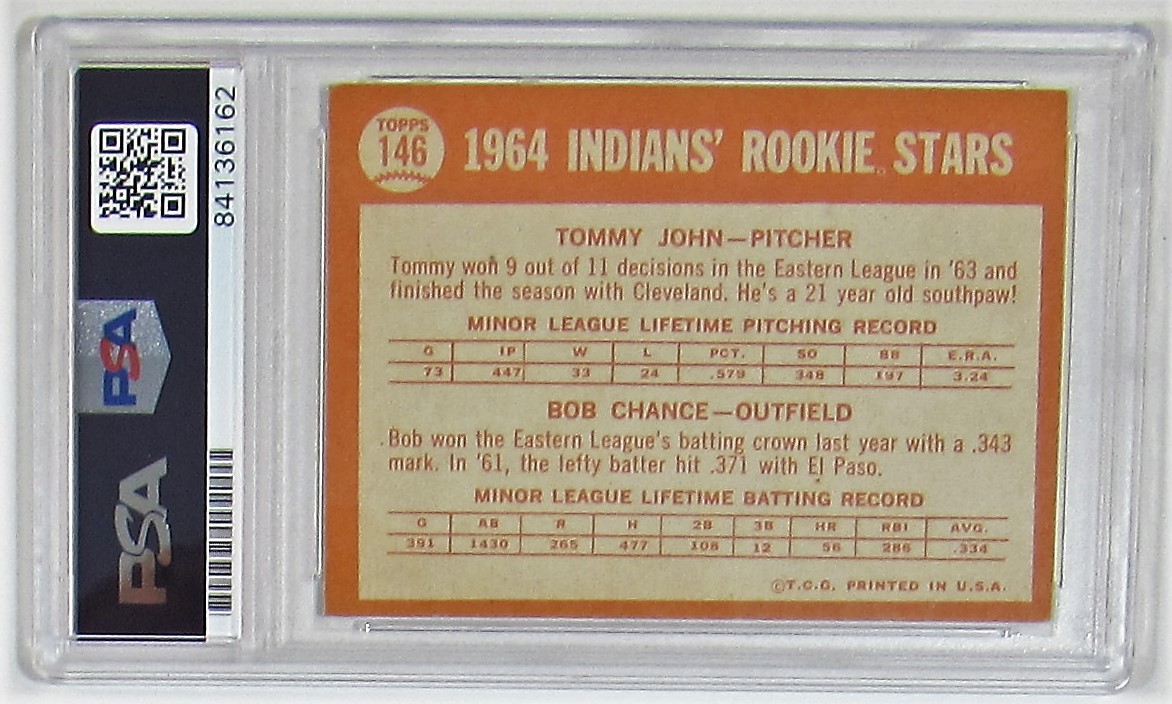 84136162
PSA
PSA
TOPPS
146
1964 INDIANS' ROOKIE STARS
TOMMY JOHN—PITCHER
Tommy won 9 out of 11 decisions in the Eastern League in '63 and
finished the season with Cleveland. He's a 21 year old southpaw!
MINOR LEAGUE LIFETIME PITCHING RECORD
G IP W L PCT. SO BB E.R.A.
73 447 33 24 .579 348 197 3.24
BOB CHANCE—OUTFIELD
Bob won the Eastern League's batting crown last year with a .343
mark. In '61, the lefty batter hit .371 with El Paso.
MINOR LEAGUE LIFETIME BATTING RECORD
G AB R H 2B 3B HR RBI AVG.
391 1430 265 477 108 12 56 286 .334
©T.C.G. PRINTED IN U.S.A.